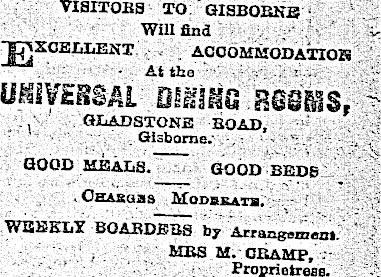 VISITORS TO GISBORNE
Will find
EXCELLENT ACCOMMODATION
At the
UNIVERSAL DINING ROOMS,
GLADSTONE ROAD,
Gisborne.
GOOD MEALS. GOOD BEDS
CHARGES MODERATE.
WEEKLY BOARDERS by Arrangement.
MRS M. CRAMP,
Proprietress.